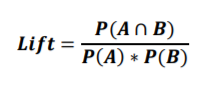 Lift = P(A ∩ B) / P(A) * P(B)